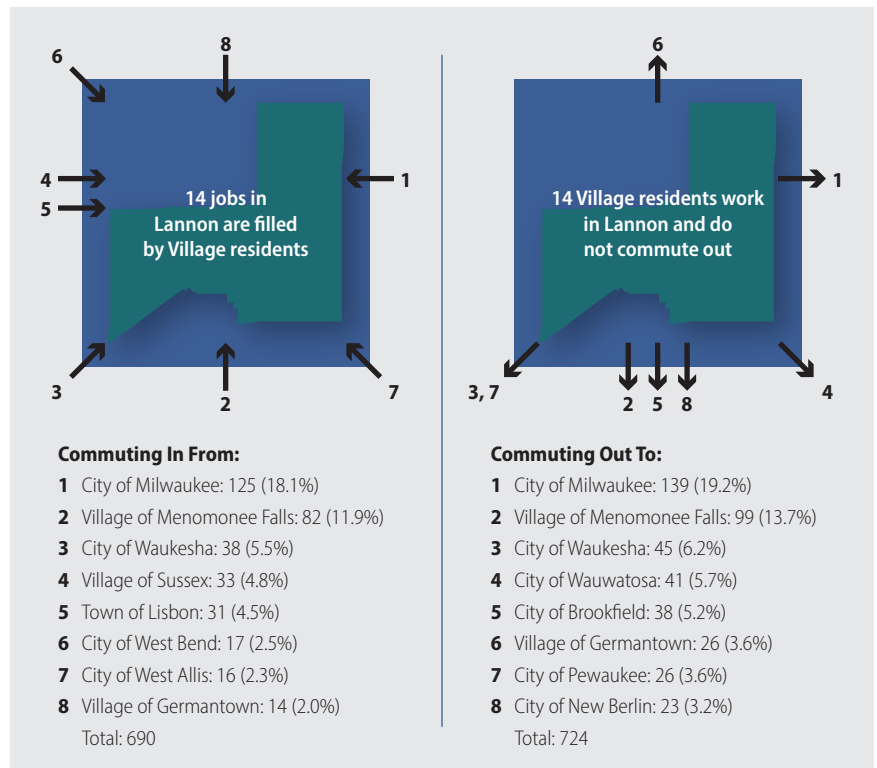 8
6
4
5
1
14 jobs in
Lannon are filled
by Village residents
3
2
7
Commuting In From:
1 City of Milwaukee: 125 (18.1%)
2 Village of Menomonee Falls: 82 (11.9%)
3 City of Waukesha: 38 (5.5%)
4 Village of Sussex: 33 (4.8%)
5 Town of Lisbon: 31 (4.5%)
6 City of West Bend: 17 (2.5%)
7 City of West Allis: 16 (2.3%)
8 Village of Germantown: 14 (2.0%)
Total: 690
6
1
14 Village residents work
in Lannon and do
not commute out
3, 7
2
5
8
4
Commuting Out To:
1 City of Milwaukee: 139 (19.2%)
2 Village of Menomonee Falls: 99 (13.7%)
3 City of Waukesha: 45 (6.2%)
4 City of Wauwatosa: 41 (5.7%)
5 City of Brookfield: 38 (5.2%)
6 Village of Germantown: 26 (3.6%)
7 City of Pewaukee: 26 (3.6%)
8 City of New Berlin: 23 (3.2%)
Total: 724